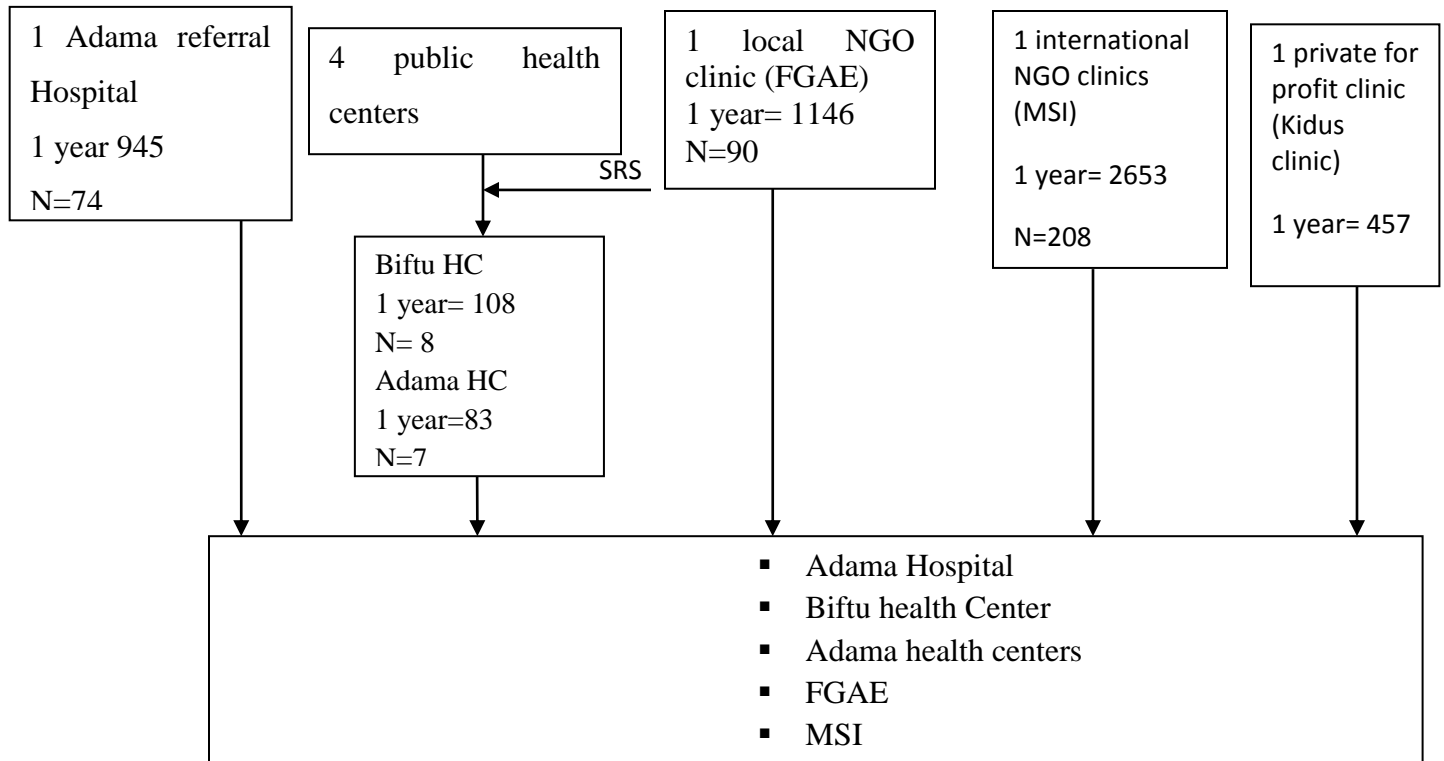 1 Adama referral
Hospital
1 year 945
N=74
4 public health
centers
1 local NGO
clinic (FGAE)
1 year= 1146
N=90
1 international
NGO clinics
(MSI)
1 year= 2653
N=208
1 private for
profit clinic
(Kidus
clinic)
1 year= 457
SRS
Biftu HC
1 year= 108
N= 8
Adama HC
1 year=83
N=7
▪ Adama Hospital
▪ Biftu health Center
▪ Adama health centers
▪ FGAE
▪ MSI